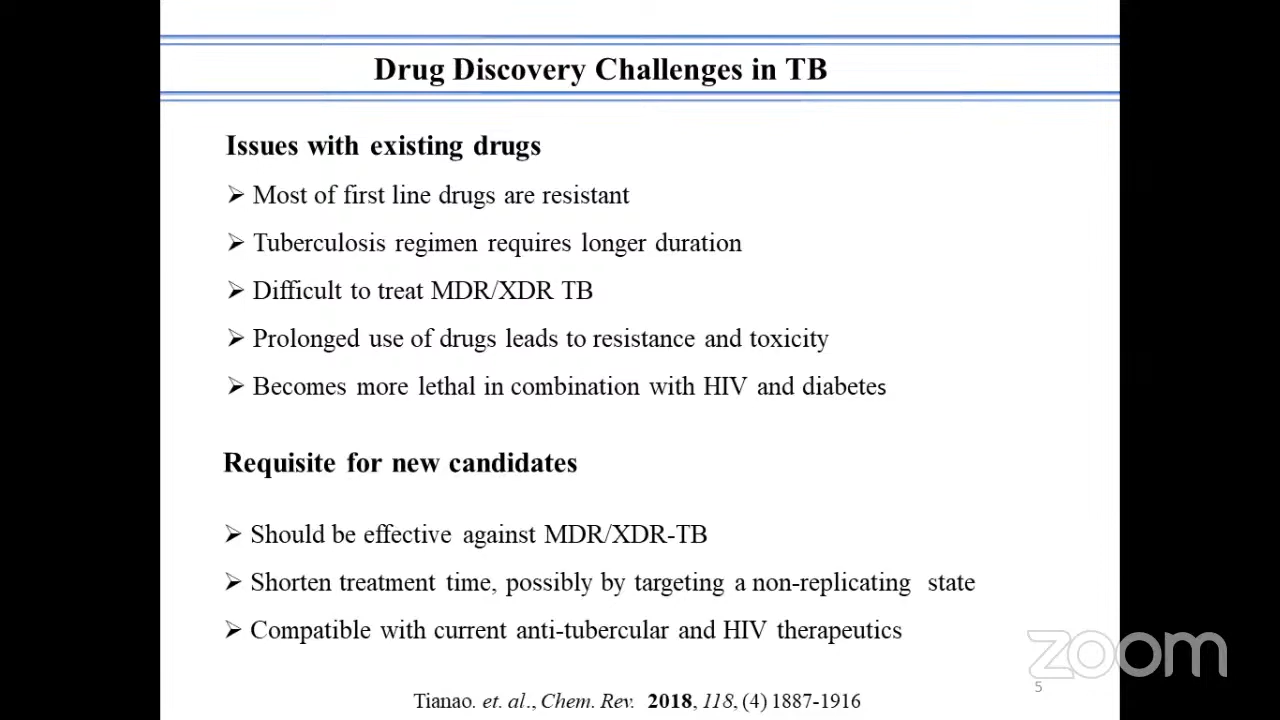 Drug Discovery Challenges in TB
Issues with existing drugs
➢ Most of first line drugs are resistant
➢ Tuberculosis regimen requires longer duration
➢ Difficult to treat MDR/XDR TB
➢ Prolonged use of drugs leads to resistance and toxicity
➢ Becomes more lethal in combination with HIV and diabetes
Requisite for new candidates
➢ Should be effective against MDR/XDR-TB
➢ Shorten treatment time, possibly by targeting a non-replicating state
➢ Compatible with current anti-tubercular and HIV therapeutics
zoom
5
Tianao. et. al., Chem. Rev. 2018, 118, (4) 1887-1916